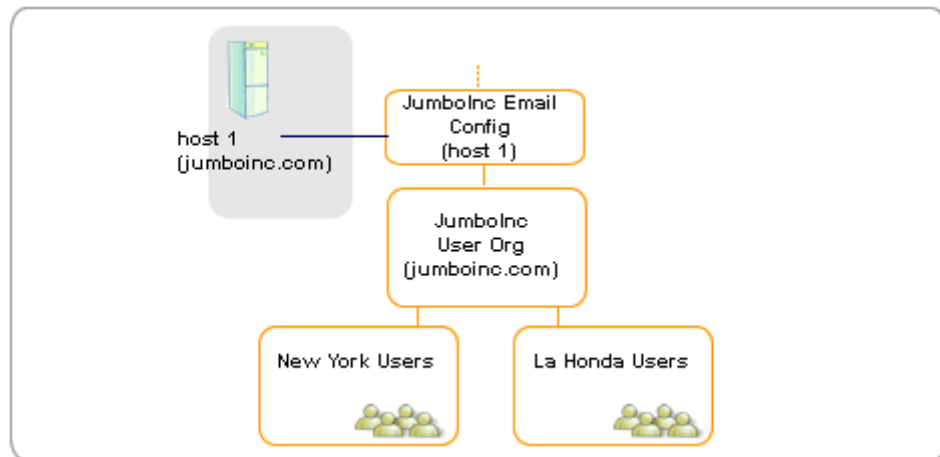 host 1
(jumboinc.com)
JumboInc Email
Config
(host 1)
JumboInc
User Org
(jumboinc.com)
New York Users
La Honda Users